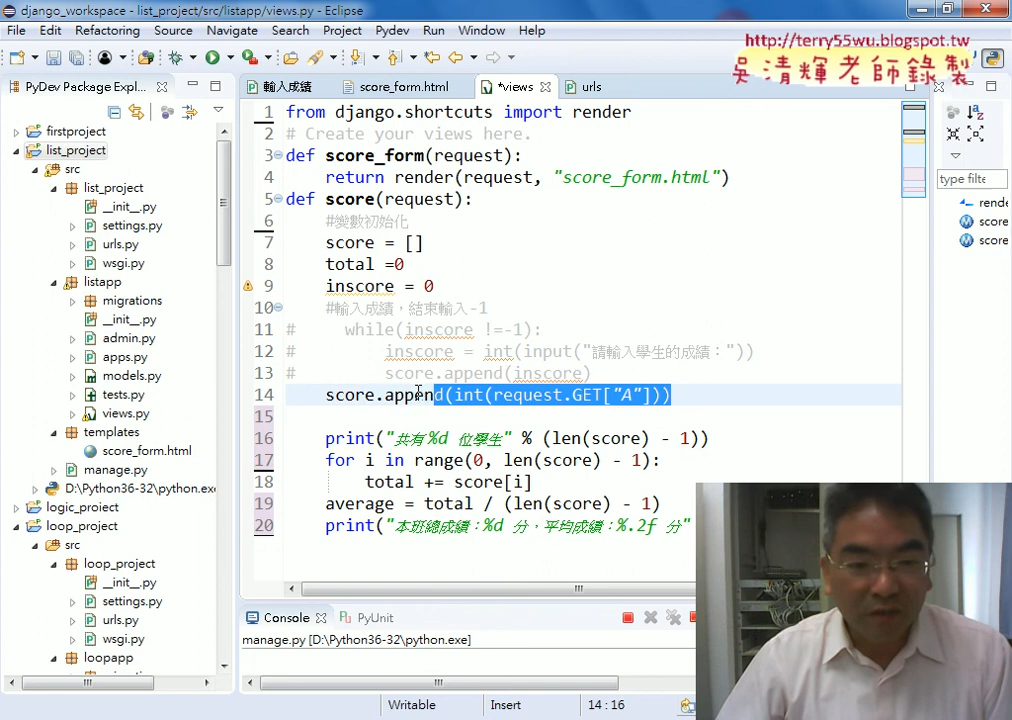 django_workspace - list_project/src/listapp/views.py - Eclipse
File Edit Refactoring Source Navigate Search Project Pydev Run Window Help
http://terry55wu.blogspot.tw
吳清輝老師錄製
PyDev Package Expl...
輸入成績
score_form.html
*views
urls
firstproject
list_project
src
list_project
__init__.py
settings.py
urls.py
wsgi.py
listapp
migrations
__init__.py
admin.py
apps.py
models.py
tests.py
views.py
templates
score_form.html
manage.py
D:\Python36-32\python.exe
logic_project
loop_project
src
loop_project
__init__.py
settings.py
urls.py
wsgi.py
loopapp
1 from django.shortcuts import render
2 # Create your views here.
3 def score_form(request):
4 return render(request, "score_form.html")
5 def score(request):
6 #變數初始化
7 score = []
8 total =0
9 inscore = 0
10 #輸入成績，結束輸入-1
11 # while(inscore !=-1):
12 # inscore = int(input("請輸入學生的成績："))
13 # score.append(inscore)
14 score.append(int(request.GET["A"]))
15
16 print("共有%d 位學生" % (len(score) - 1))
17 for i in range(0, len(score) - 1):
18 total += score[i]
19 average = total / (len(score) - 1)
20 print("本班總成績：%d 分，平均成績：%.2f 分"
type filte
rende
score
score
Console
PyUnit
manage.py [D:\Python36-32\python.exe]
Writable
Insert
14 : 16